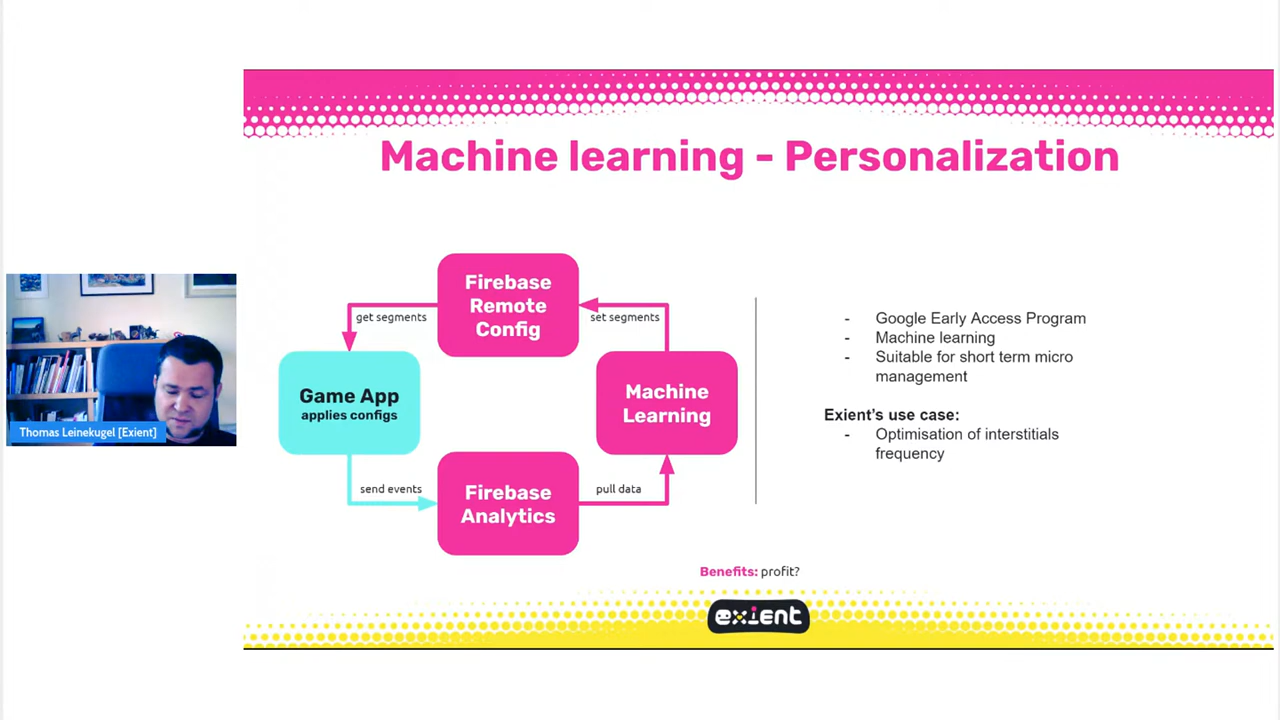 Machine learning - Personalization
Firebase
Remote
Config
get segments
set segments
Game App
applies configs
Machine
Learning
send events
Firebase
Analytics
pull data
- Google Early Access Program
- Machine learning
- Suitable for short term micro
management
Exient's use case:
- Optimisation of interstitials
frequency
Benefits: profit?
exient
Thomas Leinekugel [Exient]